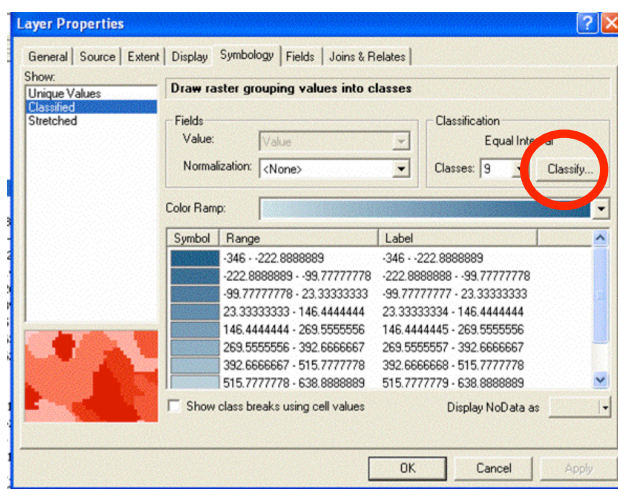 Layer Properties
General Source Extent Display Symbology Fields Joins & Relates
Show:
Unique Values
Classified
Stretched
Draw raster grouping values into classes
Fields
Value: Value
Normalization: <None>
Classification
Equal Interval
Classes: 9 Classify...
Color Ramp:
Symbol Range Label
-346 - -222.8888889 -346 - -222.8888889
-222.8888889 - -99.77777778 -222.8888888 - -99.77777778
-99.77777778 - 23.33333333 -99.77777777 - 23.33333333
23.33333333 - 146.4444444 23.33333334 - 146.4444444
146.4444444 - 269.5555556 146.4444445 - 269.5555556
269.5555556 - 392.6666667 269.5555557 - 392.6666667
392.6666667 - 515.7777778 392.6666668 - 515.7777778
515.7777778 - 638.8888889 515.7777779 - 638.8888889
Show class breaks using cell values Display NoData as
OK Cancel Apply